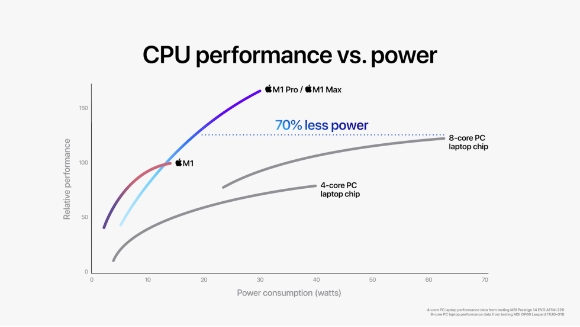 CPU performance vs. power
M1 Pro / M1 Max
150
70% less power
8-core PC
laptop chip
M1
100
4-core PC
laptop chip
50
0
Relative performance
0 10 20 30 40 50 60 70
Power consumption (watts)